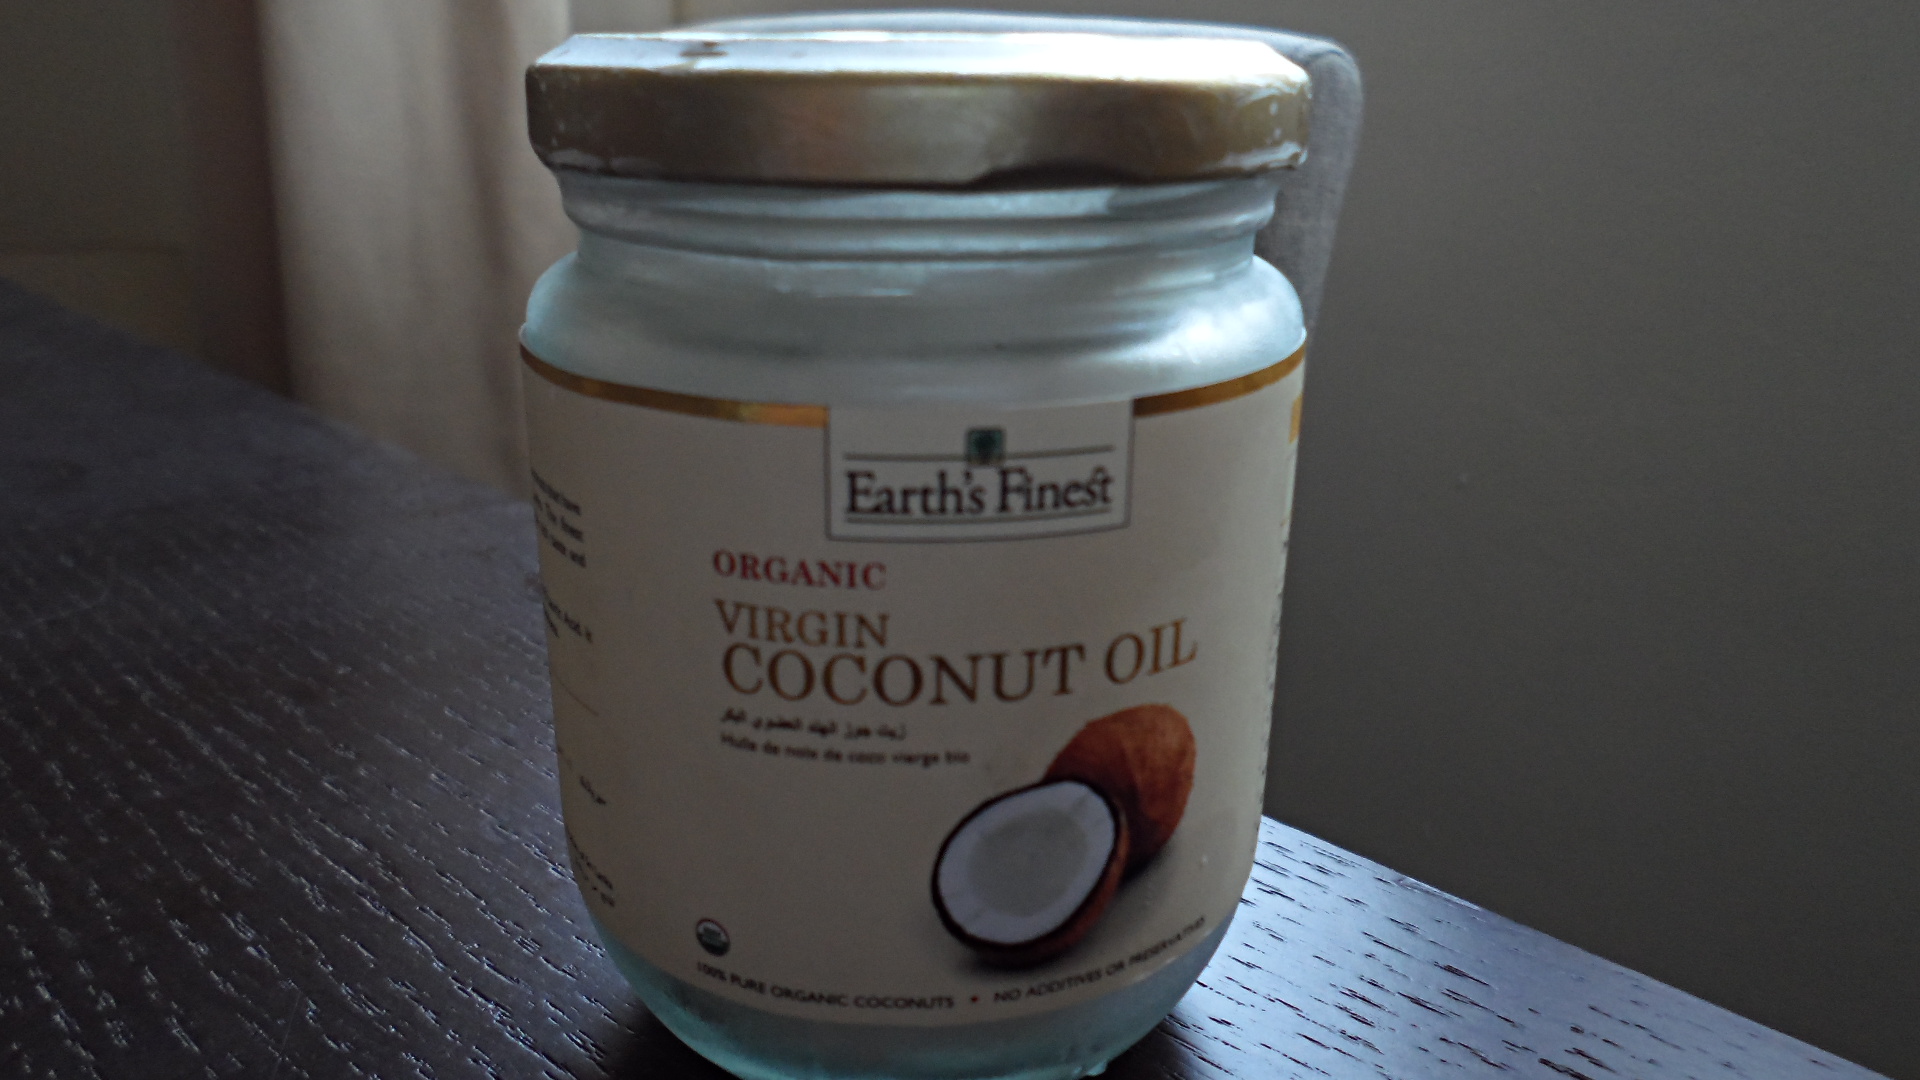 Earth's Finest
ORGANIC
VIRGIN
COCONUT OIL
زيت جوز الهند العضوي البكر
Huile de noix de coco vierge bio
100% PURE ORGANIC COCONUTS • NO ADDITIVES OR PRESERVATIVES